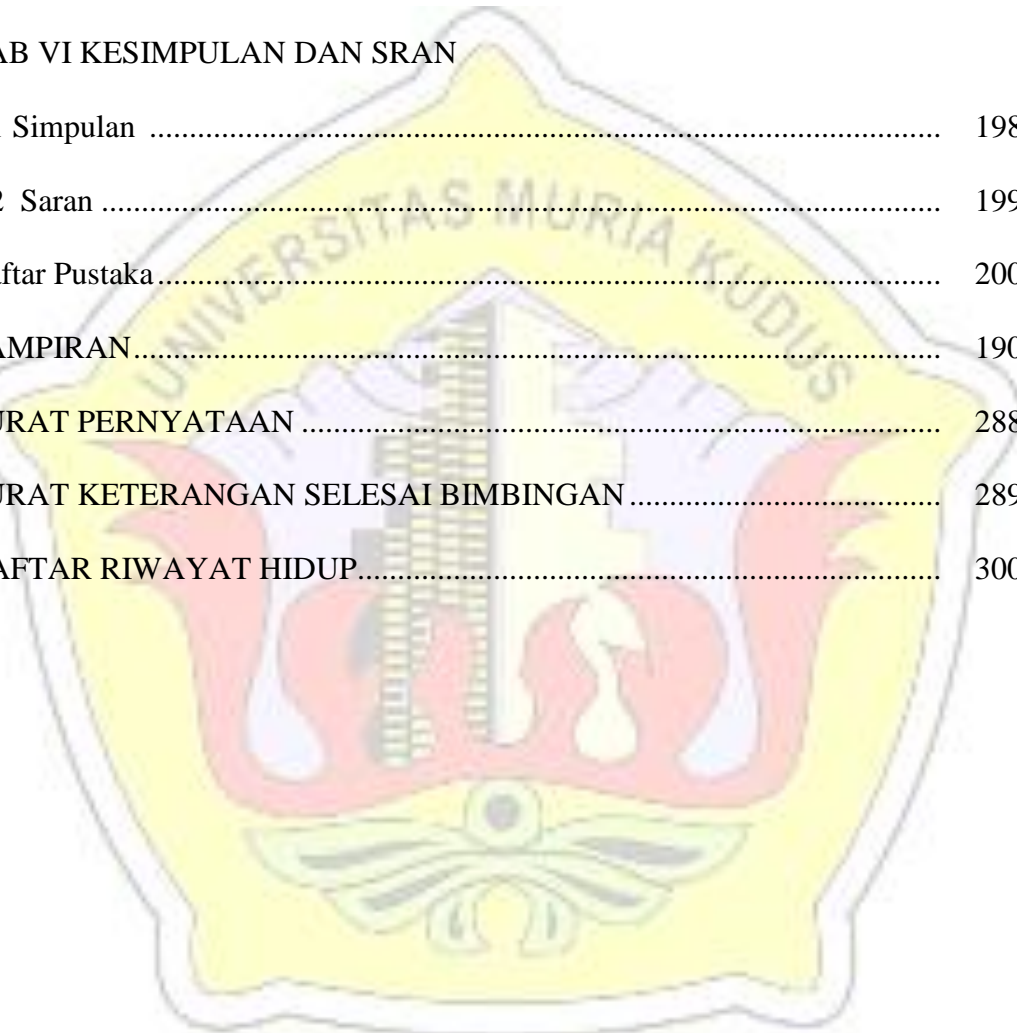 AB VI KESIMPULAN DAN SRAN
Simpulan ........................................ 198
2 Saran ........................................ 199
aftar Pustaka ........................................ 200
AMPIRAN ........................................ 190
URAT PERNYATAAN ........................................ 288
URAT KETERANGAN SELESAI BIMBINGAN ........................................ 289
AFTAR RIWAYAT HIDUP ........................................ 300
UNIVERSITAS MURIA KUDUS